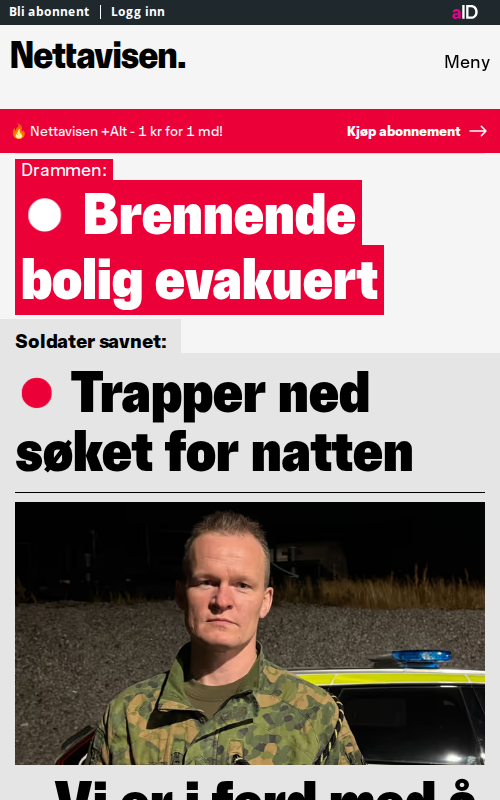 Bli abonnent | Logg inn
aID
Nettavisen.
Meny
🔥 Nettavisen +Alt - 1 kr for 1 md!
Kjøp abonnement →
Drammen:
Brennende
bolig evakuert
Soldater savnet:
Trapper ned
søket for natten
Vi er i ferd med å